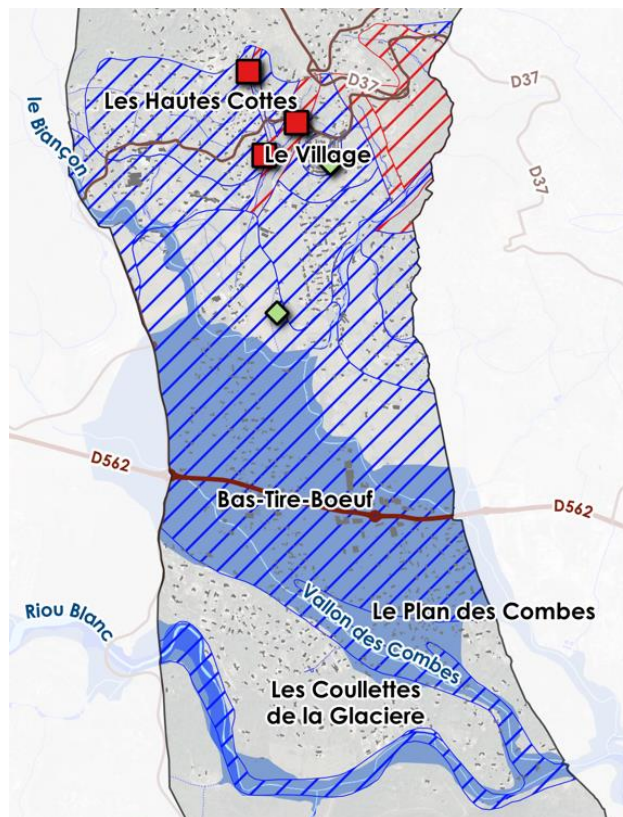 D37
D37
Les Hautes Cottes
le Biançon
Le Village
D37
D562
Bas-Tire-Boeuf
D562
Riou Blanc
Vallon des Combes
Le Plan des Combes
Les Coullettes
de la Glaciere